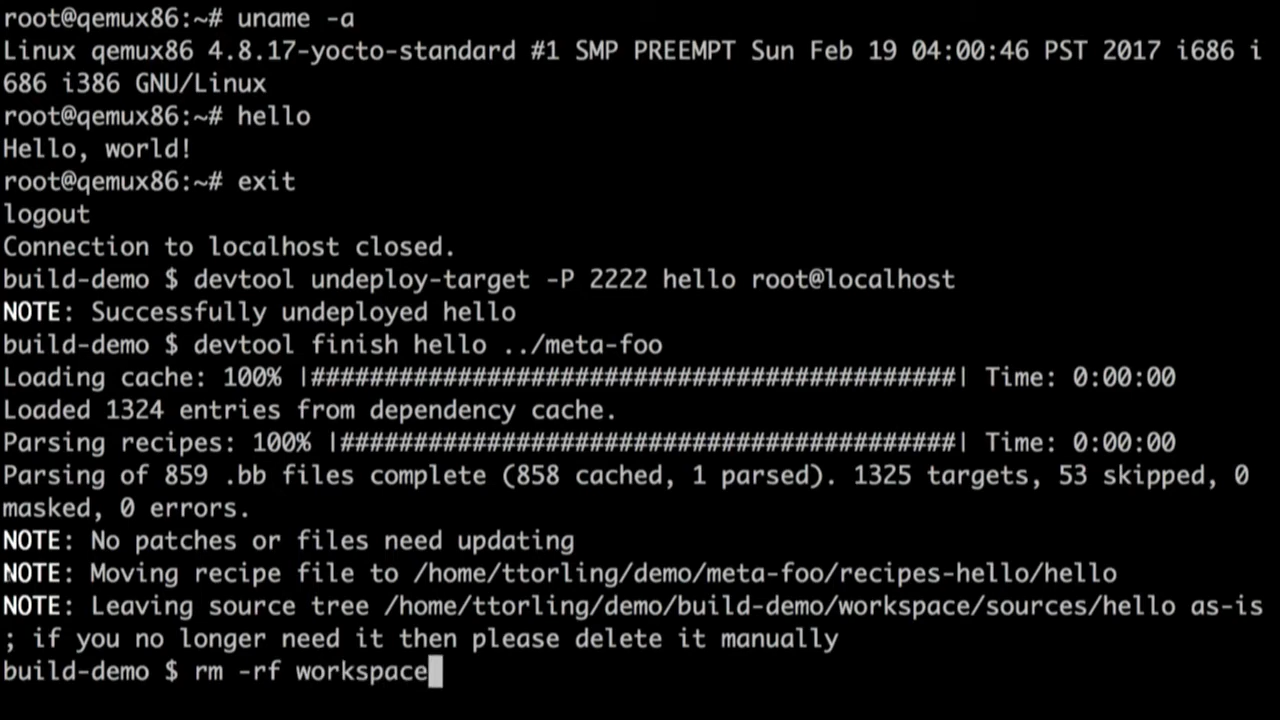 root@qemux86:~# uname -a
Linux qemux86 4.8.17-yocto-standard #1 SMP PREEMPT Sun Feb 19 04:00:46 PST 2017 i686 i
686 i386 GNU/Linux
root@qemux86:~# hello
Hello, world!
root@qemux86:~# exit
logout
Connection to localhost closed.
build-demo $ devtool undeploy-target -P 2222 hello root@localhost
NOTE: Successfully undeployed hello
build-demo $ devtool finish hello ../meta-foo
Loading cache: 100% |############################################| Time: 0:00:00
Loaded 1324 entries from dependency cache.
Parsing recipes: 100% |##########################################| Time: 0:00:00
Parsing of 859 .bb files complete (858 cached, 1 parsed). 1325 targets, 53 skipped, 0
masked, 0 errors.
NOTE: No patches or files need updating
NOTE: Moving recipe file to /home/ttorling/demo/meta-foo/recipes-hello/hello
NOTE: Leaving source tree /home/ttorling/demo/build-demo/workspace/sources/hello as-is
; if you no longer need it then please delete it manually
build-demo $ rm -rf workspace